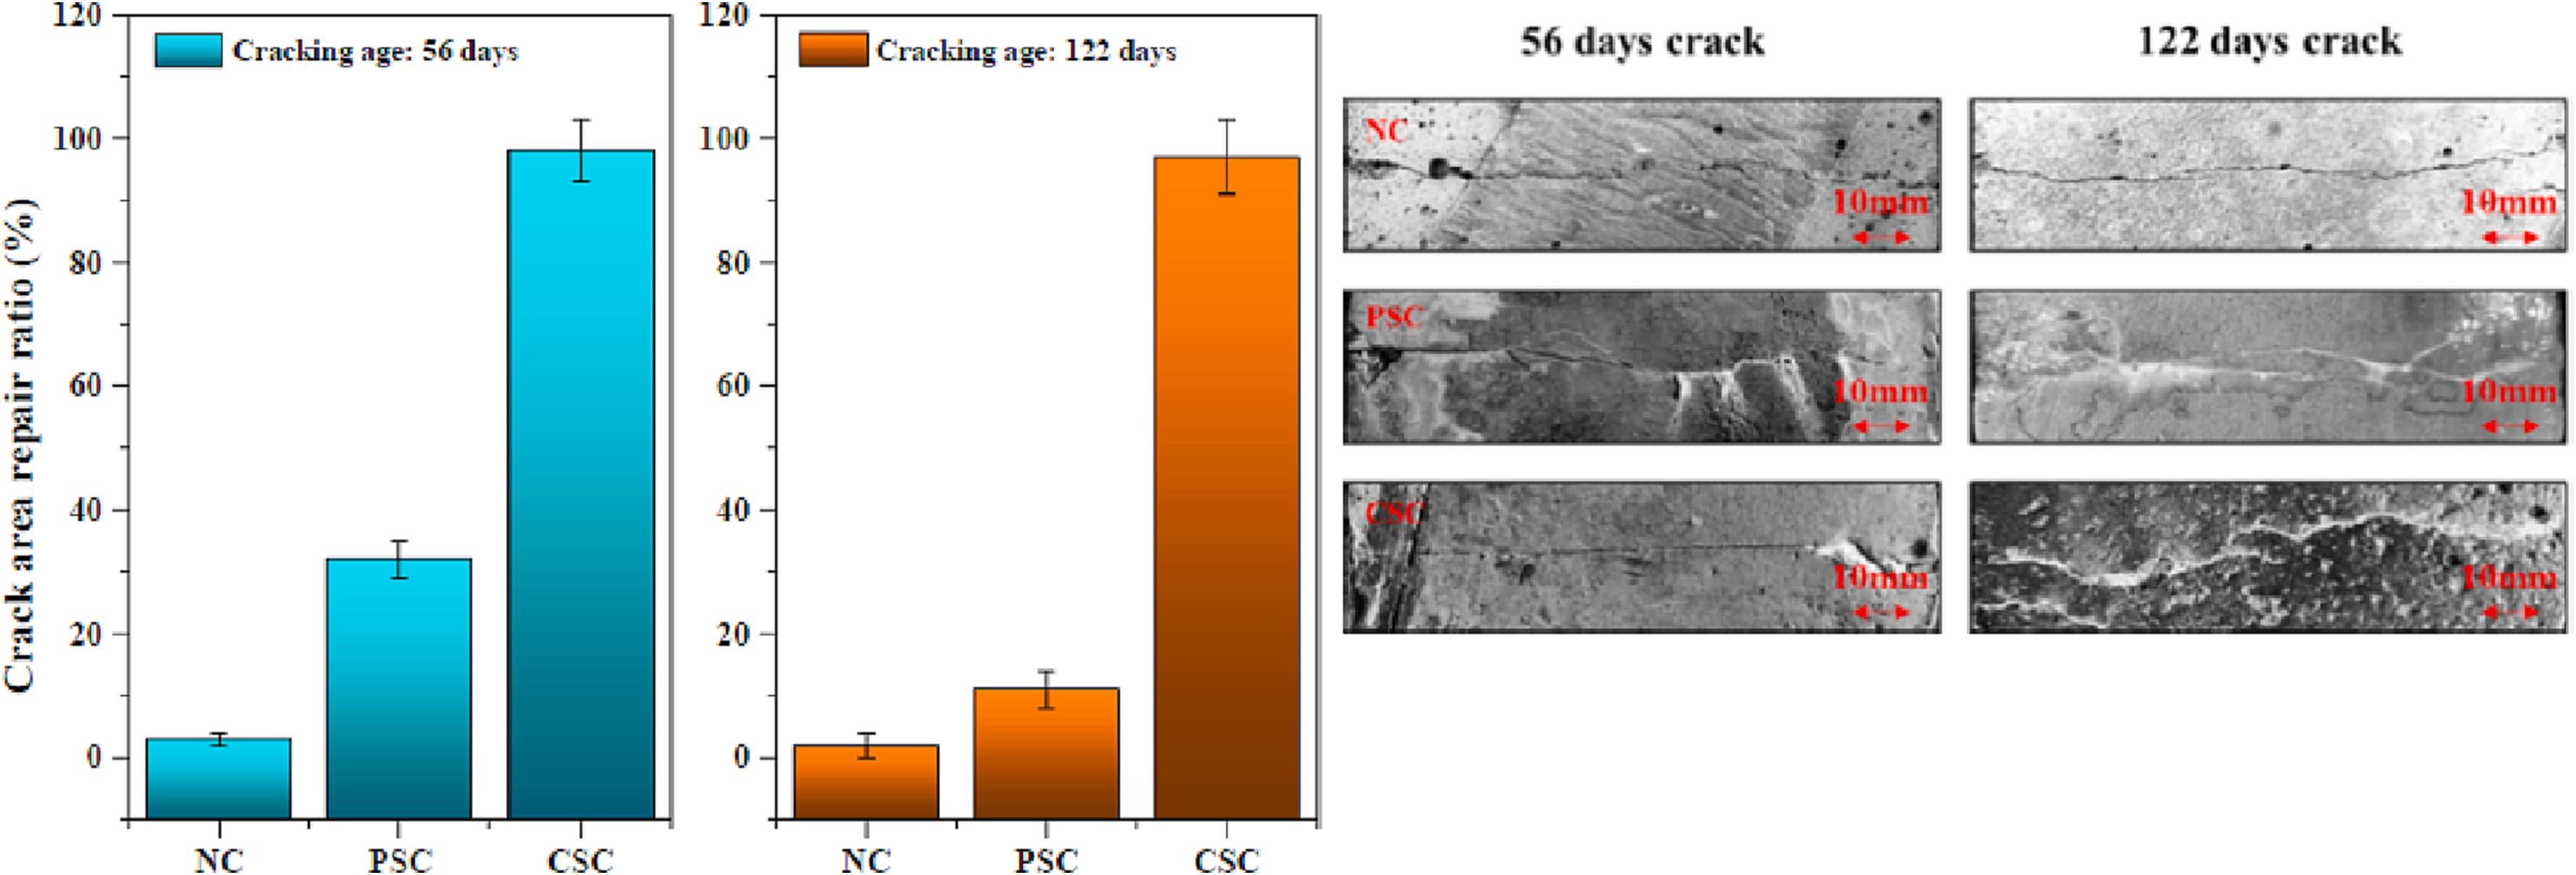 Crack area repair ratio (%)
120
100
80
60
40
20
0
Cracking age: 56 days
NC
PSC
CSC
120
100
80
60
40
20
0
Cracking age: 122 days
NC
PSC
CSC
56 days crack
122 days crack
NC
10mm
10mm
PSC
10mm
10mm
CSC
10mm
10mm